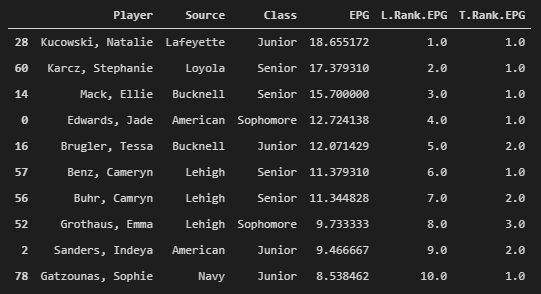 Player Source Class EPG L.Rank.EPG T.Rank.EPG
28 Kucowski, Natalie Lafeyette Junior 18.655172 1.0 1.0
60 Karcz, Stephanie Loyola Senior 17.379310 2.0 1.0
14 Mack, Ellie Bucknell Senior 15.700000 3.0 1.0
0 Edwards, Jade American Sophomore 12.724138 4.0 1.0
16 Brugler, Tessa Bucknell Junior 12.071429 5.0 2.0
57 Benz, Cameryn Lehigh Senior 11.379310 6.0 1.0
56 Buhr, Camryn Lehigh Senior 11.344828 7.0 2.0
52 Grothaus, Emma Lehigh Sophomore 9.733333 8.0 3.0
2 Sanders, Indeya American Junior 9.466667 9.0 2.0
78 Gatzounas, Sophie Navy Junior 8.538462 10.0 1.0